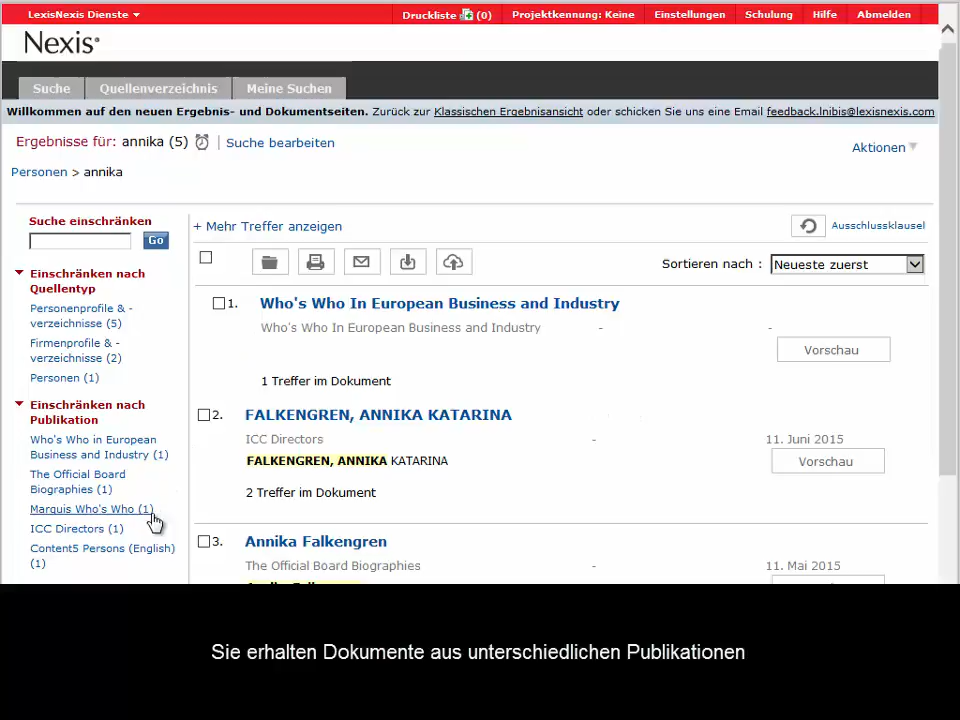 LexisNexis Dienste
Druckliste (0)
Projektkennung: Keine
Einstellungen
Schulung
Hilfe
Abmelden
Nexis®
Suche
Quellenverzeichnis
Meine Suchen
Willkommen auf den neuen Ergebnis- und Dokumentseiten. Zurück zur Klassischen Ergebnisansicht oder schicken Sie uns eine Email feedback.lnibis@lexisnexis.com
Ergebnisse für: annika (5) | Suche bearbeiten
Aktionen
Personen > annika
Suche einschränken
Go
Einschränken nach
Quellentyp
Personenprofile & -
verzeichnisse (5)
Firmenprofile & -
verzeichnisse (2)
Personen (1)
Einschränken nach
Publikation
Who's Who in European
Business and Industry (1)
The Official Board
Biographies (1)
Marquis Who's Who (1)
ICC Directors (1)
Content5 Persons (English)
(1)
+ Mehr Treffer anzeigen
Ausschlussklausel
Sortieren nach : Neueste zuerst
1. Who's Who In European Business and Industry
Who's Who In European Business and Industry - -
Vorschau
1 Treffer im Dokument
2. FALKENGREN, ANNIKA KATARINA
ICC Directors - 11. Juni 2015
FALKENGREN, ANNIKA KATARINA
Vorschau
2 Treffer im Dokument
3. Annika Falkengren
The Official Board Biographies - 11. Mai 2015
Sie erhalten Dokumente aus unterschiedlichen Publikationen